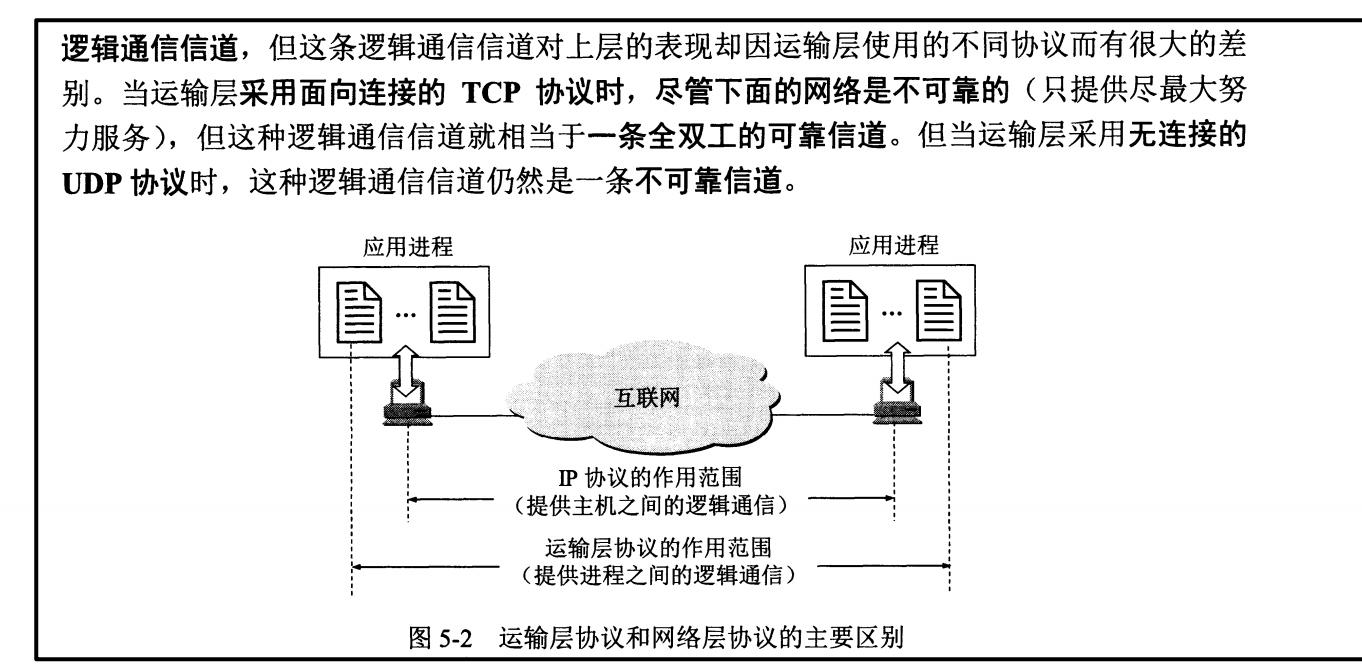 逻辑通信信道，但这条逻辑通信信道对上层的表现却因运输层使用的不同协议而有很大的差
别。当运输层采用面向连接的 TCP 协议时，尽管下面的网络是不可靠的（只提供尽最大努
力服务），但这种逻辑通信信道就相当于一条全双工的可靠信道。但当运输层采用无连接的
UDP 协议时，这种逻辑通信信道仍然是一条不可靠信道。
应用进程
应用进程
...
...
互联网
IP 协议的作用范围
（提供主机之间的逻辑通信）
运输层协议的作用范围
（提供进程之间的逻辑通信）
图 5-2 运输层协议和网络层协议的主要区别